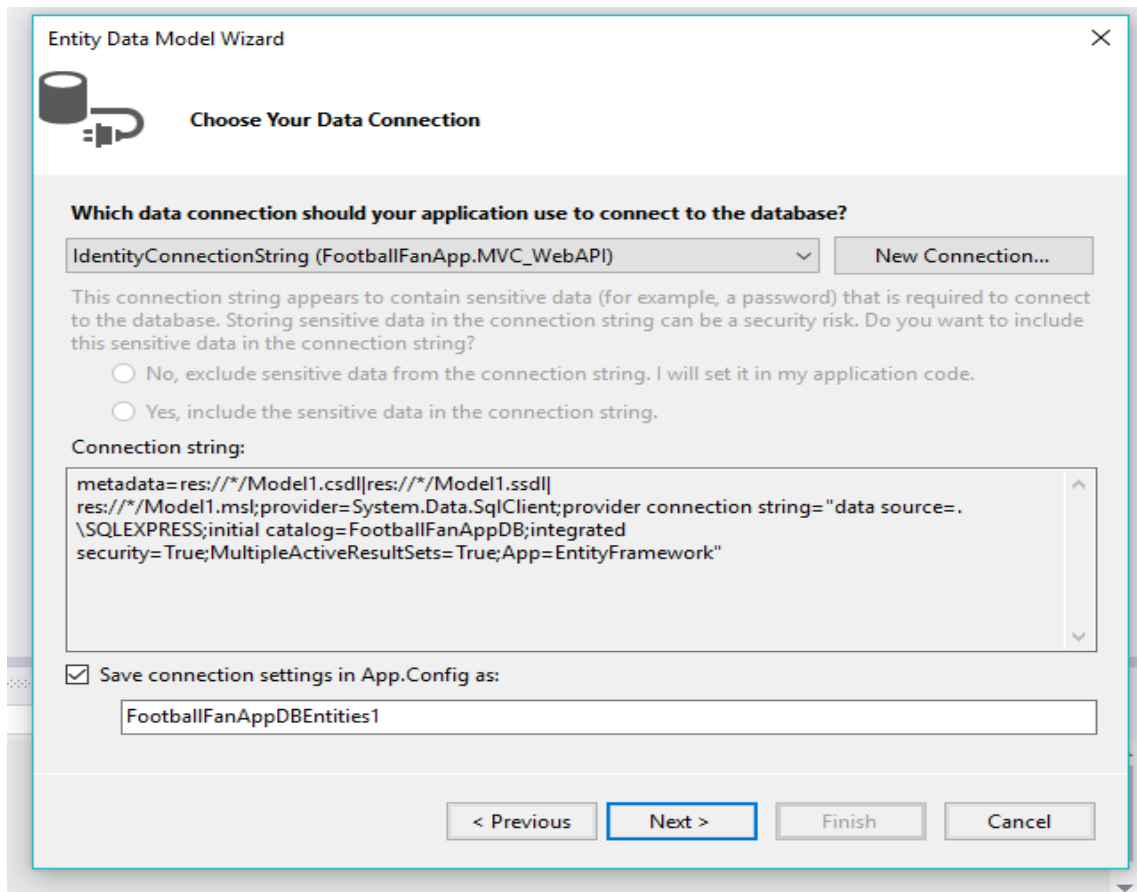 Entity Data Model Wizard
Choose Your Data Connection
Which data connection should your application use to connect to the database?
IdentityConnectionString (FootballFanApp.MVC_WebAPI)
New Connection...
This connection string appears to contain sensitive data (for example, a password) that is required to connect
to the database. Storing sensitive data in the connection string can be a security risk. Do you want to include
this sensitive data in the connection string?
No, exclude sensitive data from the connection string. I will set it in my application code.
Yes, include the sensitive data in the connection string.
Connection string:
metadata=res://*/Model1.csdl|res://*/Model1.ssdl|
res://*/Model1.msl;provider=System.Data.SqlClient;provider connection string="data source=.
\SQLEXPRESS;initial catalog=FootballFanAppDB;integrated
security=True;MultipleActiveResultSets=True;App=EntityFramework"
Save connection settings in App.Config as:
FootballFanAppDBEntities1
< Previous
Next >
Finish
Cancel